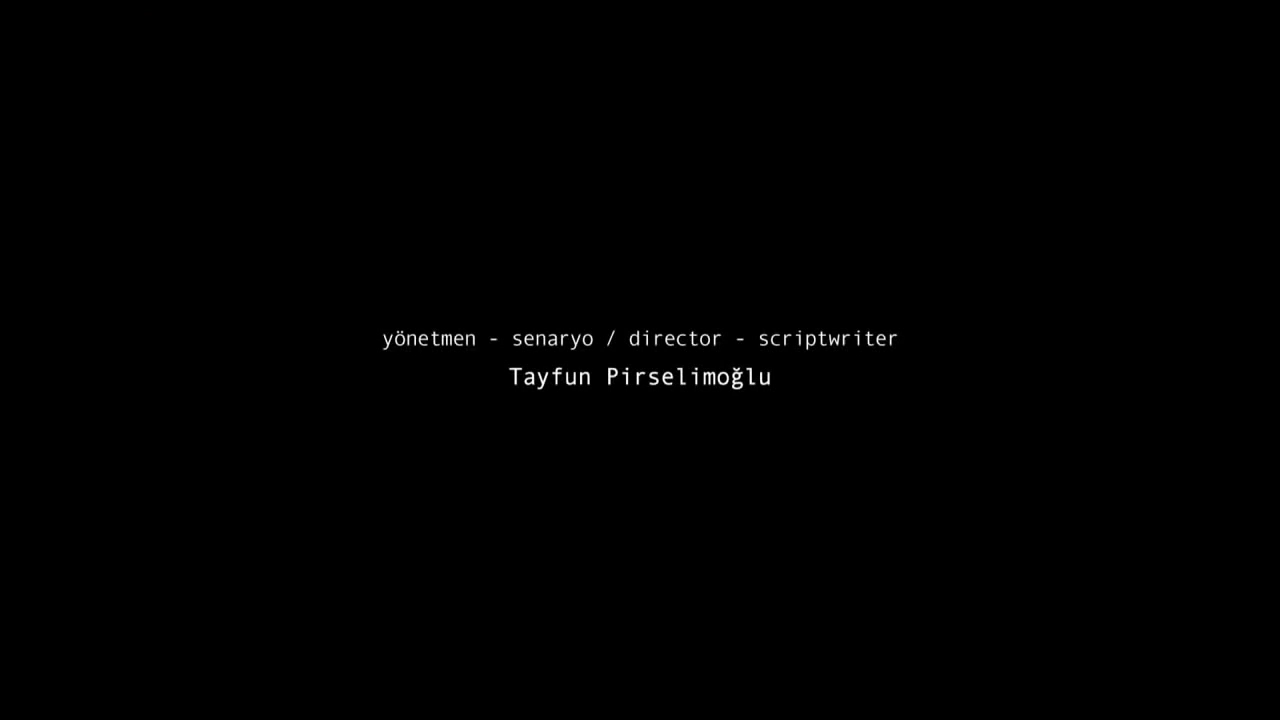 yönetmen - senaryo / director - scriptwriter
Tayfun Pirselimoğlu